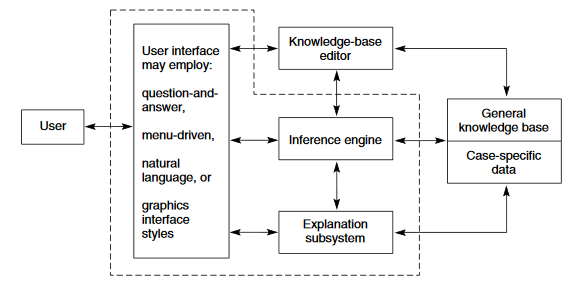 User
User interface
may employ:
question-and-
answer,
menu-driven,
natural
language, or
graphics
interface
styles
Knowledge-base
editor
Inference engine
Explanation
subsystem
General
knowledge base
Case-specific
data